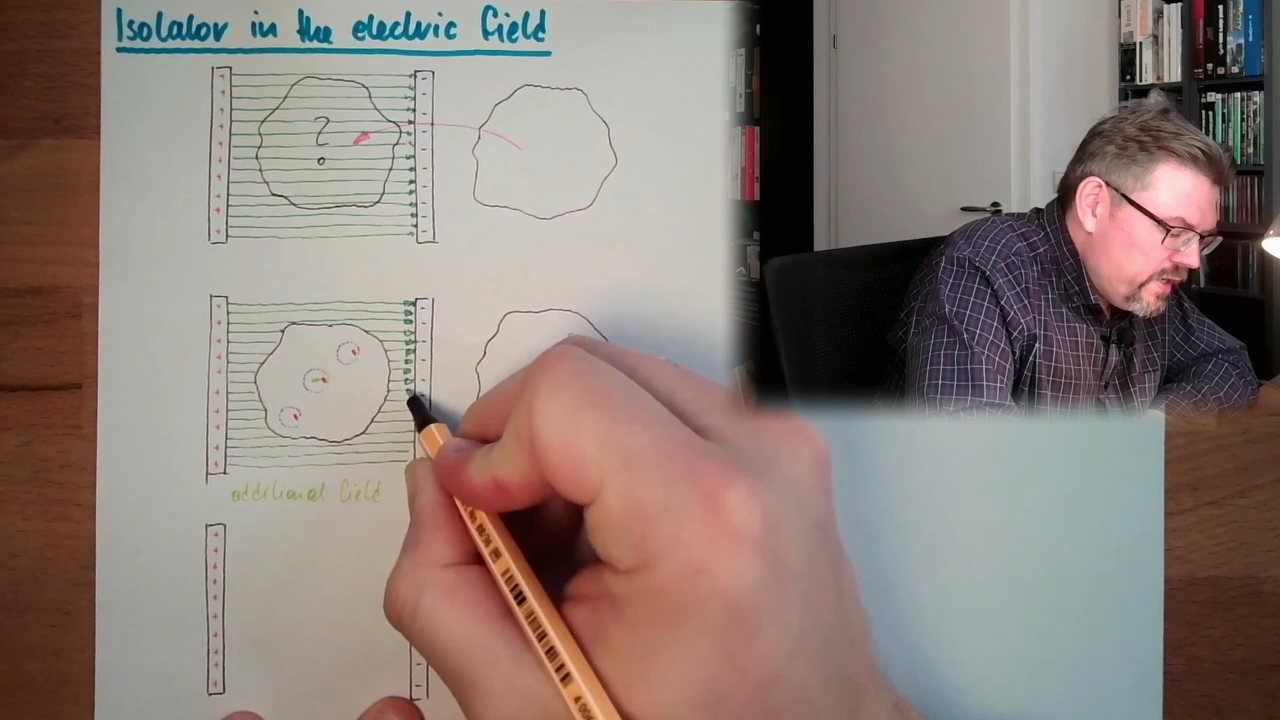 Isolator in the electric field
?
additional field